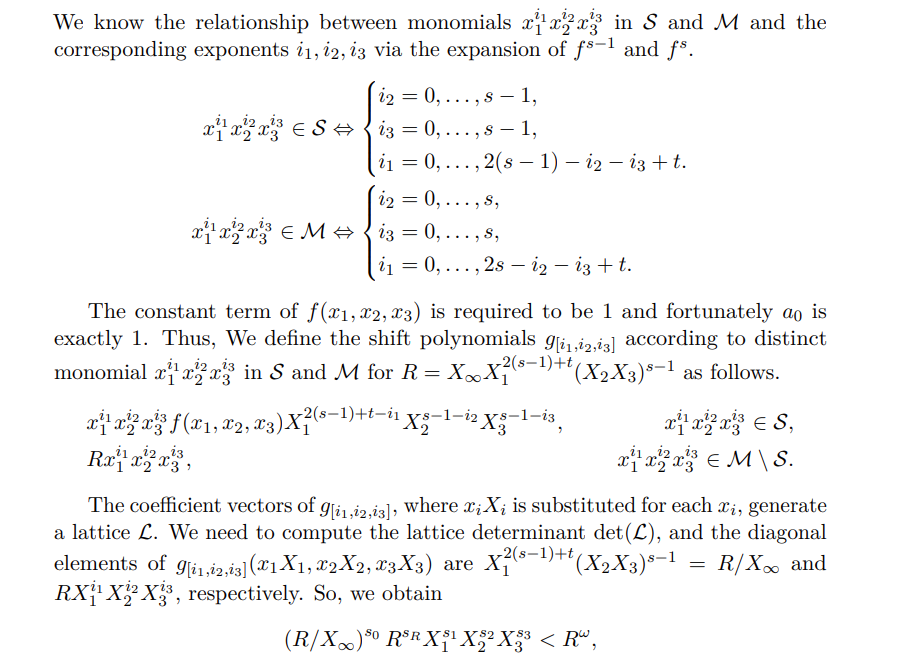 We know the relationship between monomials $x_1^{i_1}x_2^{i_2}x_3^{i_3}$ in $\mathcal{S}$ and $\mathcal{M}$ and the
corresponding exponents $i_1, i_2, i_3$ via the expansion of $f^{s-1}$ and $f^s$.
$x_1^{i_1}x_2^{i_2}x_3^{i_3} \in \mathcal{S} \Leftrightarrow \begin{cases} i_2 = 0, \ldots, s-1, \\ i_3 = 0, \ldots, s-1, \\ i_1 = 0, \ldots, 2(s-1) - i_2 - i_3 + t. \end{cases}$
$x_1^{i_1}x_2^{i_2}x_3^{i_3} \in \mathcal{M} \Leftrightarrow \begin{cases} i_2 = 0, \ldots, s, \\ i_3 = 0, \ldots, s, \\ i_1 = 0, \ldots, 2s - i_2 - i_3 + t. \end{cases}$
The constant term of $f(x_1, x_2, x_3)$ is required to be 1 and fortunately $a_0$ is
exactly 1. Thus, We define the shift polynomials $g_{[i_1,i_2,i_3]}$ according to distinct
monomial $x_1^{i_1}x_2^{i_2}x_3^{i_3}$ in $\mathcal{S}$ and $\mathcal{M}$ for $R = X_\infty X_1^{2(s-1)+t}(X_2X_3)^{s-1}$ as follows.
$x_1^{i_1}x_2^{i_2}x_3^{i_3} f(x_1, x_2, x_3) X_1^{2(s-1)+t-i_1} X_2^{s-1-i_2} X_3^{s-1-i_3}, \quad x_1^{i_1}x_2^{i_2}x_3^{i_3} \in \mathcal{S},$
$R x_1^{i_1}x_2^{i_2}x_3^{i_3}, \quad x_1^{i_1}x_2^{i_2}x_3^{i_3} \in \mathcal{M} \setminus \mathcal{S}.$
The coefficient vectors of $g_{[i_1,i_2,i_3]}$, where $x_iX_i$ is substituted for each $x_i$, generate
a lattice $\mathcal{L}$. We need to compute the lattice determinant $\det(\mathcal{L})$, and the diagonal
elements of $g_{[i_1,i_2,i_3]}(x_1X_1, x_2X_2, x_3X_3)$ are $X_1^{2(s-1)+t}(X_2X_3)^{s-1} = R/X_\infty$ and
$RX_1^{i_1}X_2^{i_2}X_3^{i_3}$, respectively. So, we obtain
$(R/X_\infty)^{s_0} R^{s_R} X_1^{s_1} X_2^{s_2} X_3^{s_3} < R^\omega,$